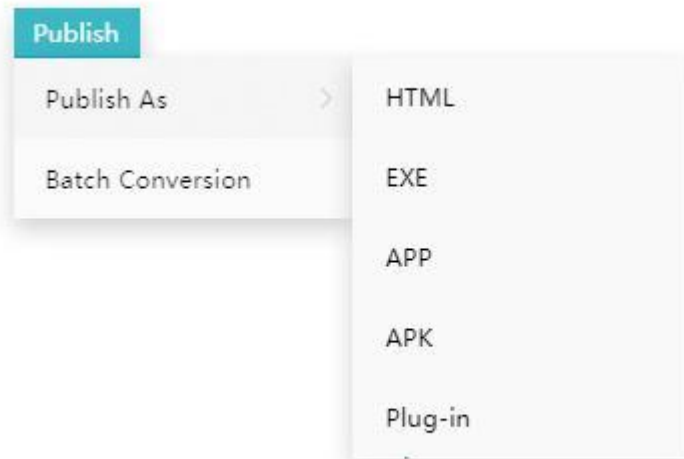 Publish
Publish As
Batch Conversion
HTML
EXE
APP
APK
Plug-in